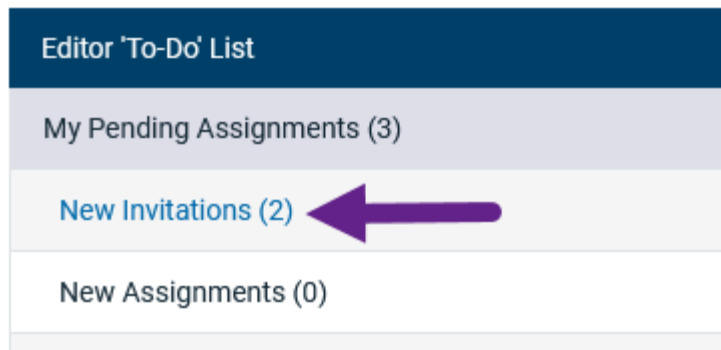 Editor 'To-Do' List
My Pending Assignments (3)
New Invitations (2)
New Assignments (0)